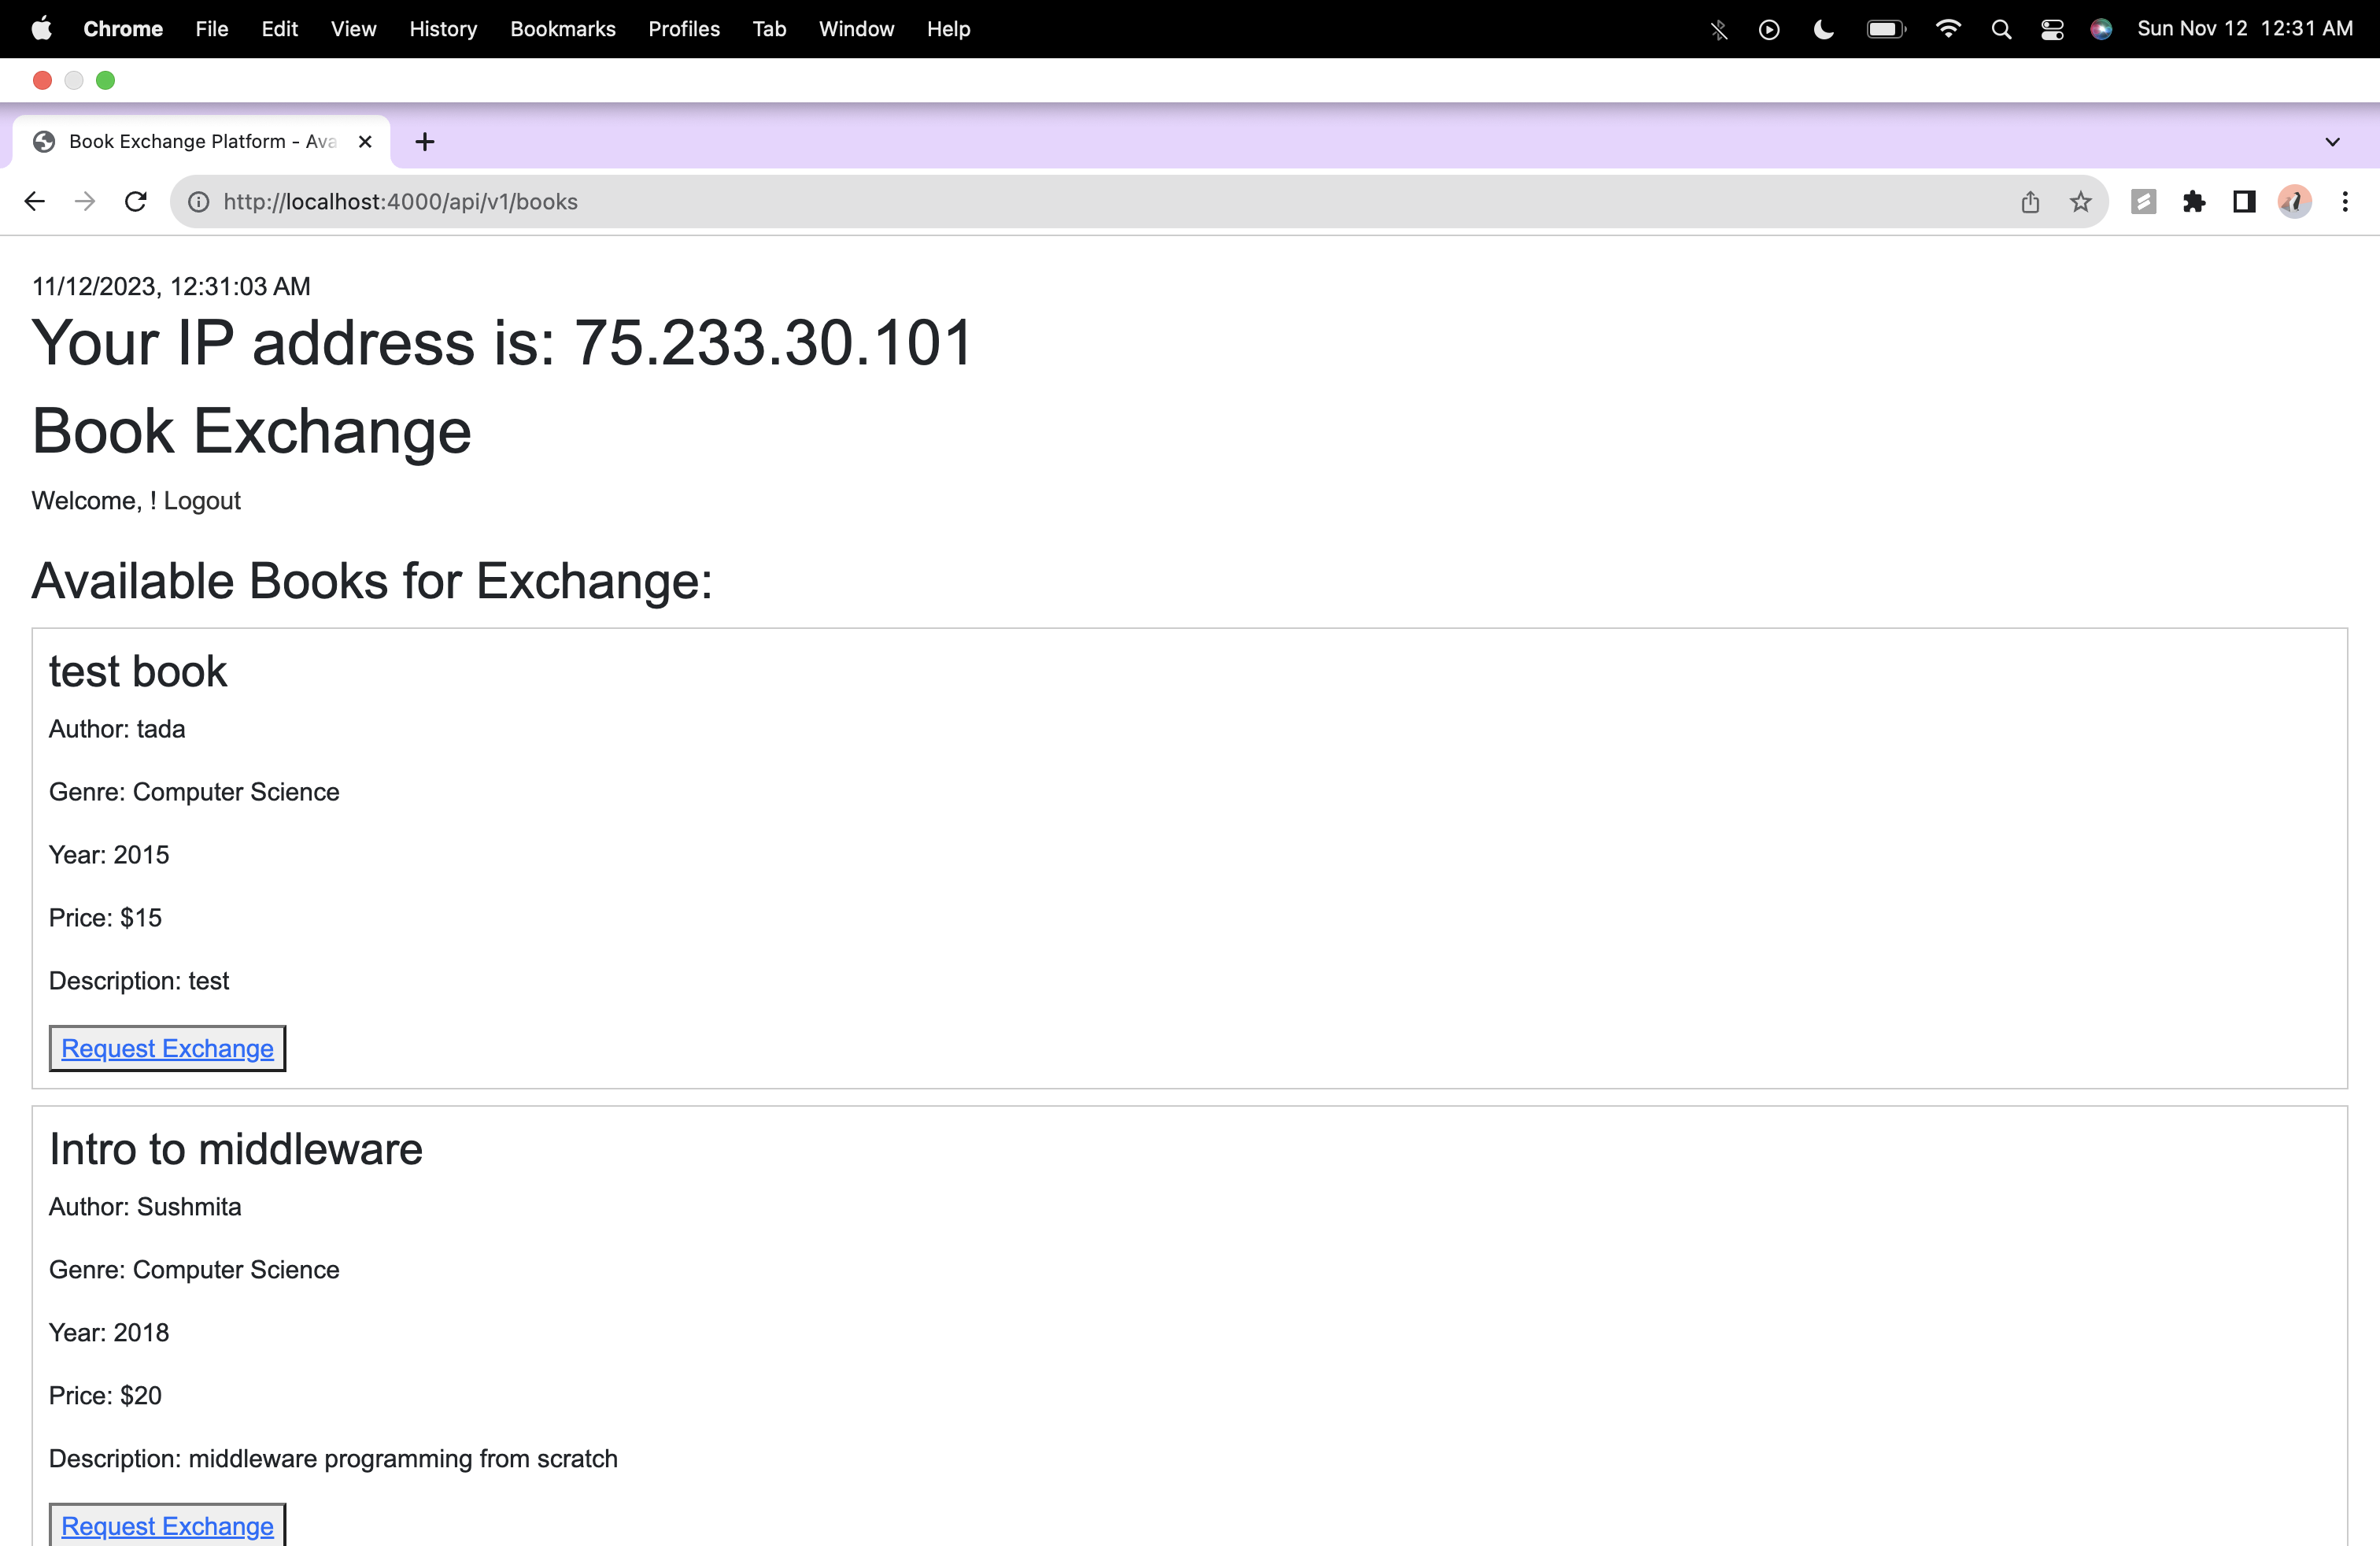 Chrome File Edit View History Bookmarks Profiles Tab Window Help Sun Nov 12 12:31 AM
Book Exchange Platform - Ava
http://localhost:4000/api/v1/books
11/12/2023, 12:31:03 AM
Your IP address is: 75.233.30.101
Book Exchange
Welcome, ! Logout
Available Books for Exchange:
test book
Author: tada
Genre: Computer Science
Year: 2015
Price: $15
Description: test
Request Exchange
Intro to middleware
Author: Sushmita
Genre: Computer Science
Year: 2018
Price: $20
Description: middleware programming from scratch
Request Exchange